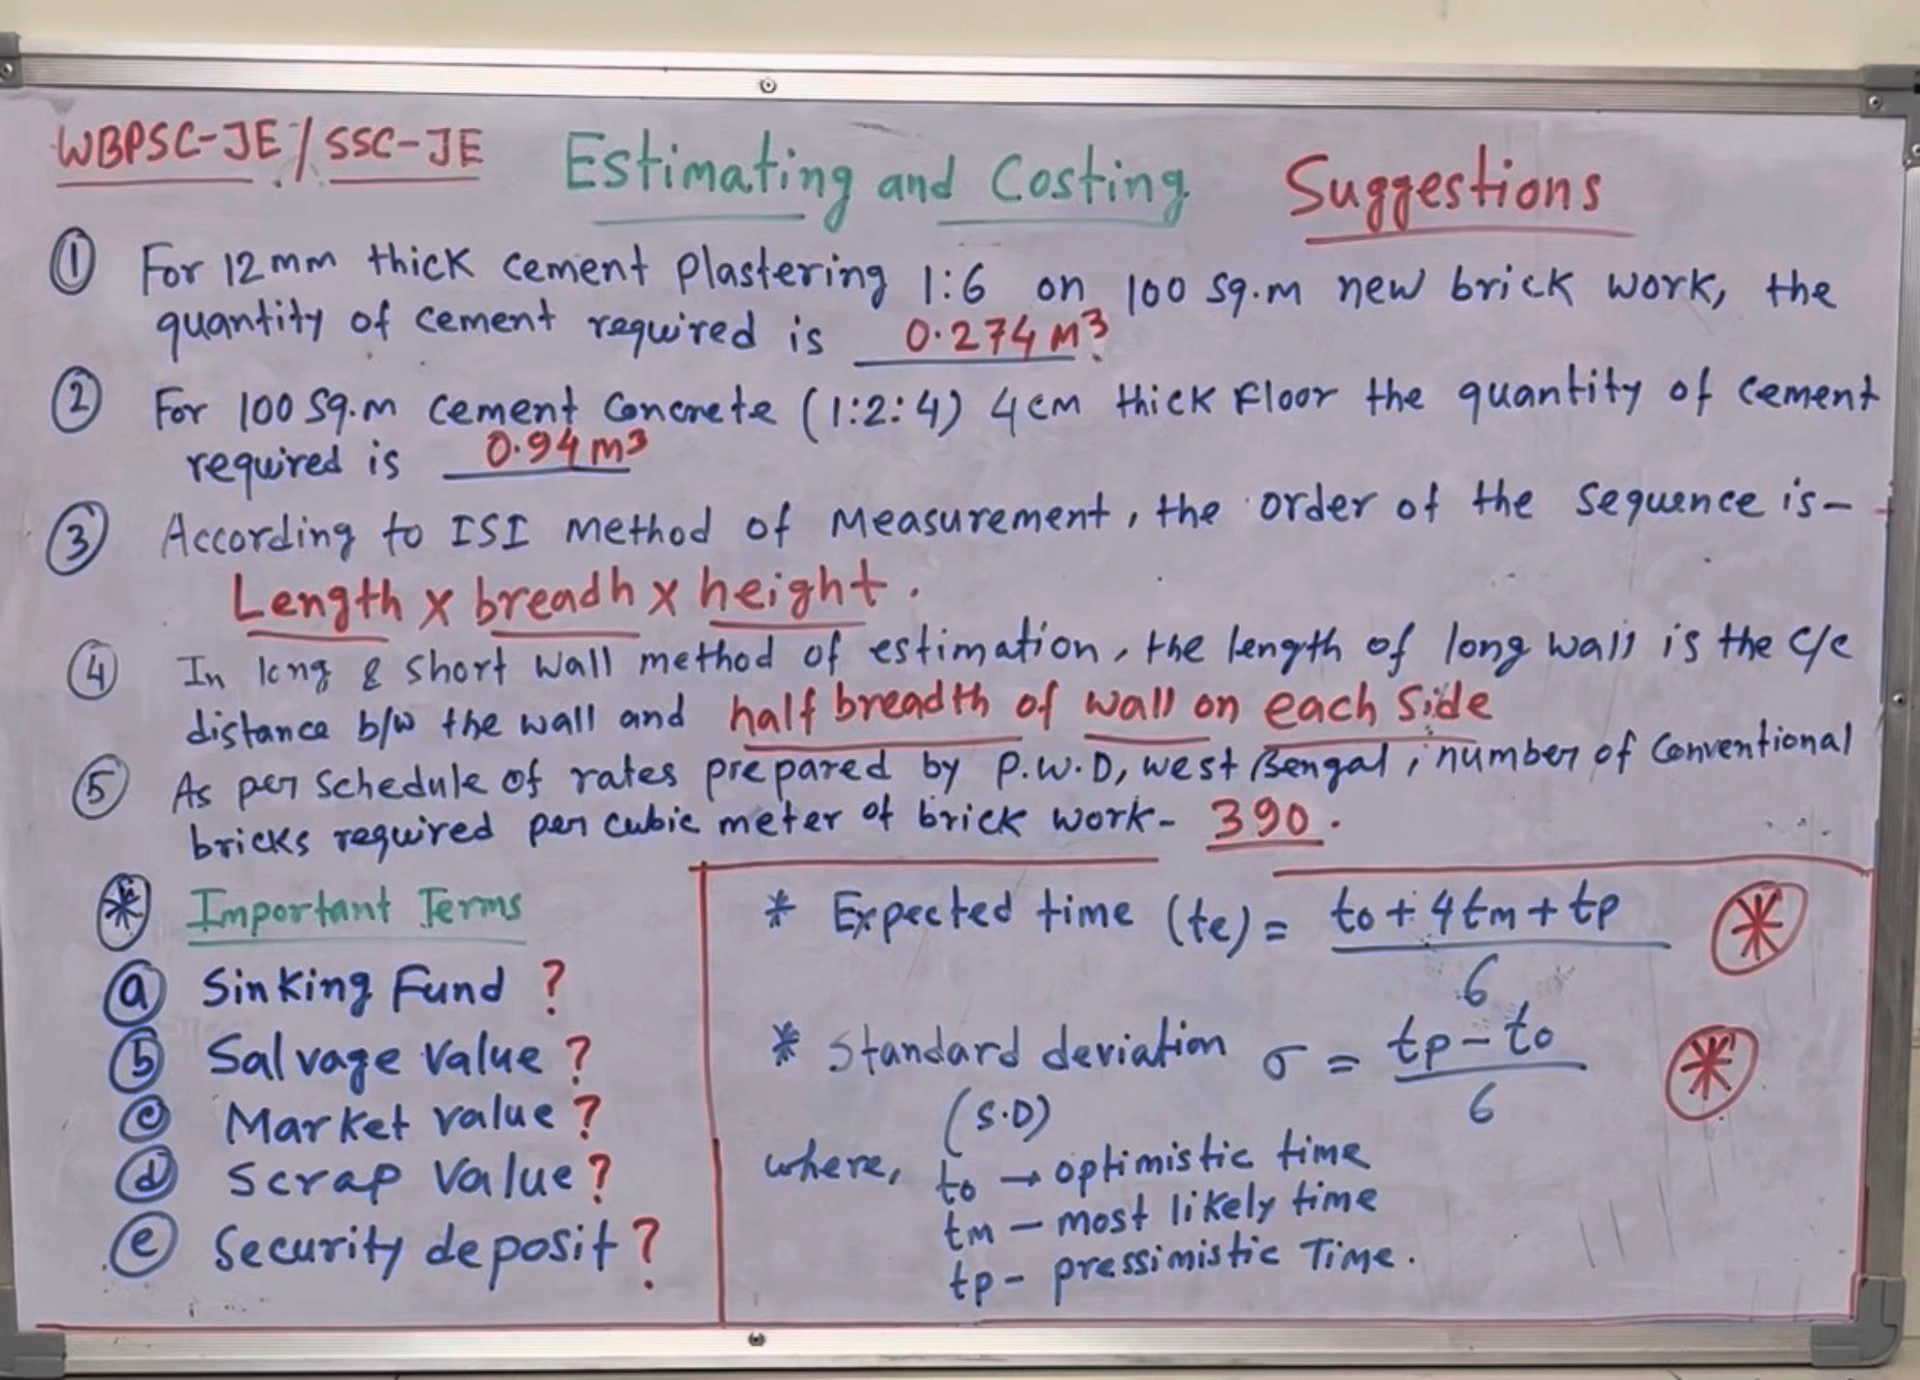 WBPSC-JE / SSC-JE Estimating and Costing Suggestions
① For 12mm thick cement plastering 1:6 on 100 sq.m new brick work, the
quantity of cement required is 0.274 m³.
② For 100 sq.m cement concrete (1:2:4) 4cm thick floor the quantity of cement
required is 0.94 m³
③ According to ISI method of measurement, the order of the sequence is-
Length x breadh x height.
④ In long & short wall method of estimation, the length of long wall is the c/c
distance b/w the wall and half breadth of wall on each side
⑤ As per schedule of rates prepared by P.W.D, west Bengal, number of conventional
bricks required per cubic meter of brick work- 390.
* Important Terms
ⓐ Sinking Fund ?
ⓑ Salvage value ?
ⓒ Market value ?
ⓓ Scrap value ?
ⓔ Security deposit ?
* Expected time (te) = to + 4tm + tp *
6
* Standard deviation σ = tp - to *
(S.D) 6
where, to → optimistic time
tm - most likely time
tp - pressimistic Time.